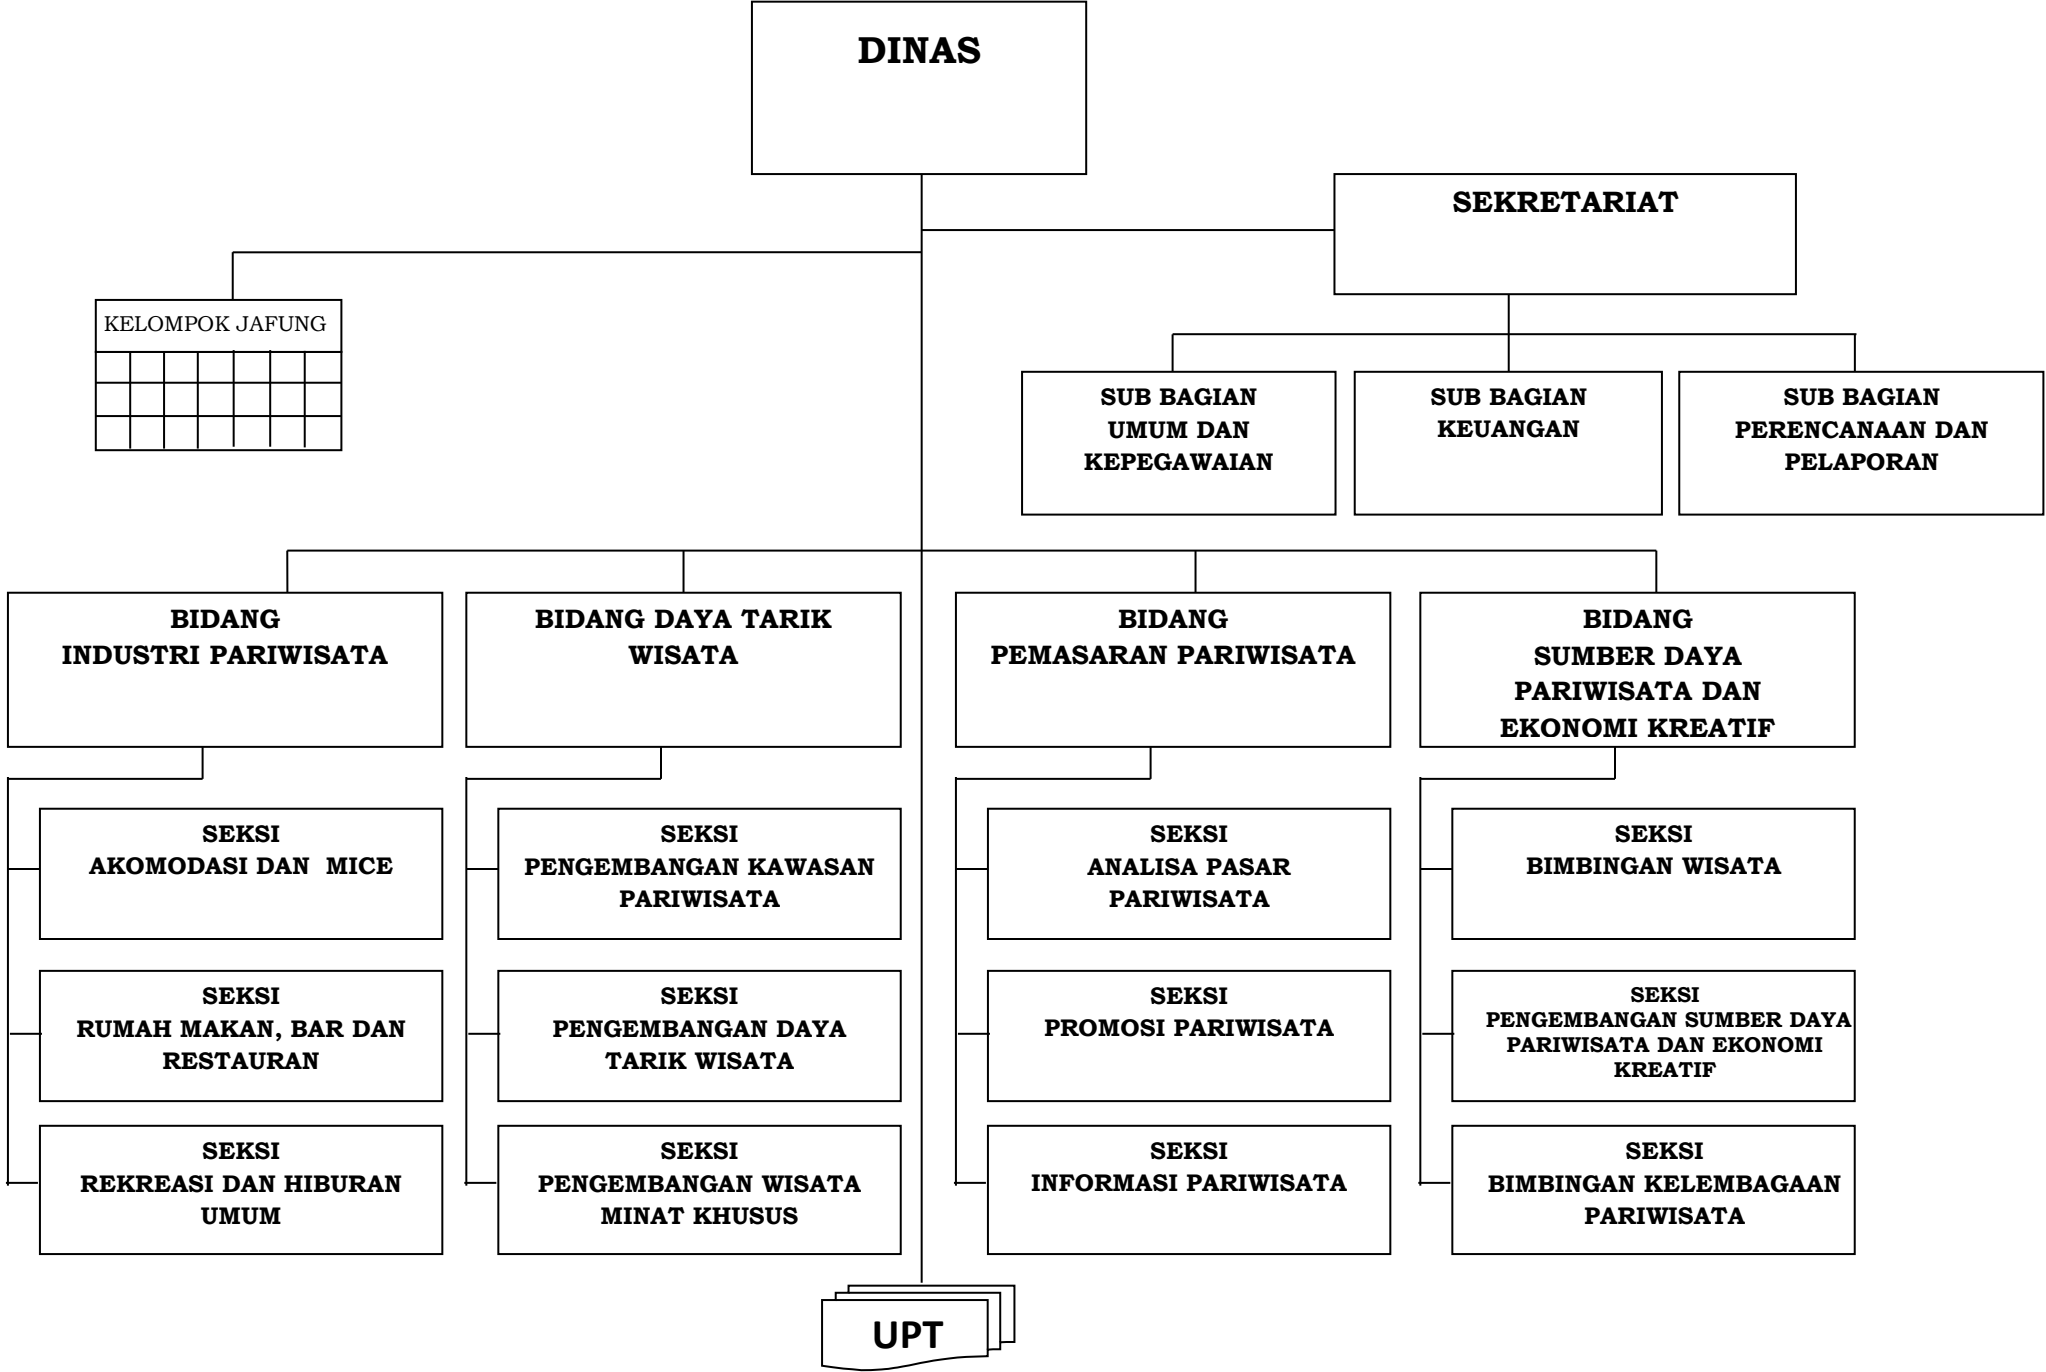 DINAS
SEKRETARIAT
KELOMPOK JAFUNG
SUB BAGIAN
UMUM DAN
KEPEGAWAIAN
SUB BAGIAN
KEUANGAN
SUB BAGIAN
PERENCANAAN DAN
PELAPORAN
BIDANG
INDUSTRI PARIWISATA
BIDANG DAYA TARIK
WISATA
BIDANG
PEMASARAN PARIWISATA
BIDANG
SUMBER DAYA
PARIWISATA DAN
EKONOMI KREATIF
SEKSI
AKOMODASI DAN  MICE
SEKSI
PENGEMBANGAN KAWASAN
PARIWISATA
SEKSI
ANALISA PASAR
PARIWISATA
SEKSI
BIMBINGAN WISATA
SEKSI
RUMAH MAKAN, BAR DAN
RESTAURAN
SEKSI
PENGEMBANGAN DAYA
TARIK WISATA
SEKSI
PROMOSI PARIWISATA
SEKSI
PENGEMBANGAN SUMBER DAYA
PARIWISATA DAN EKONOMI
KREATIF
SEKSI
REKREASI DAN HIBURAN
UMUM
SEKSI
PENGEMBANGAN WISATA
MINAT KHUSUS
SEKSI
INFORMASI PARIWISATA
SEKSI
BIMBINGAN KELEMBAGAAN
PARIWISATA
UPT